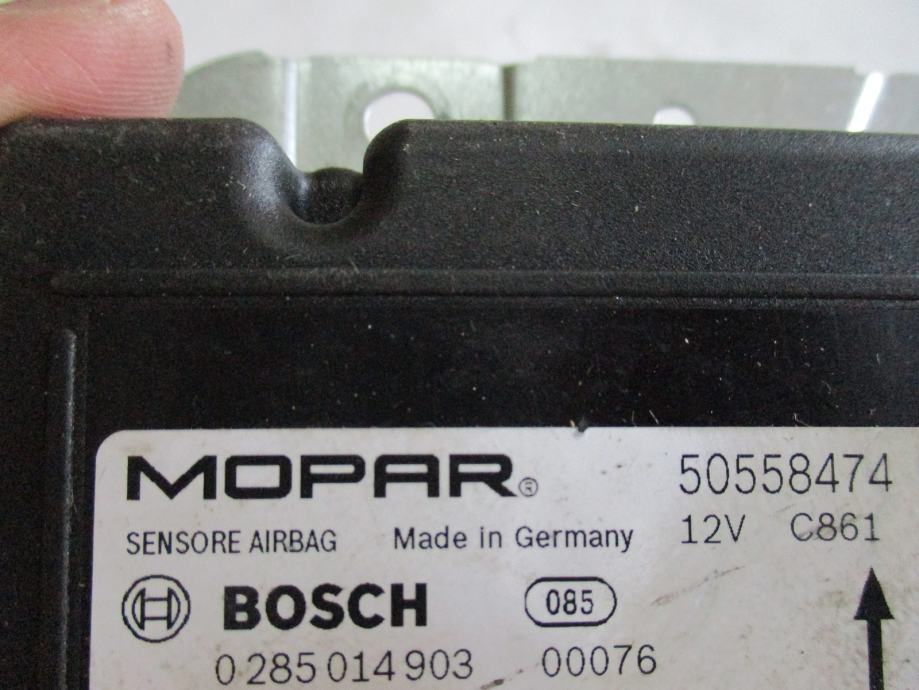 MOPAR® 50558474
SENSORE AIRBAG Made in Germany 12V C861
BOSCH 085
0 285 014 903 00076